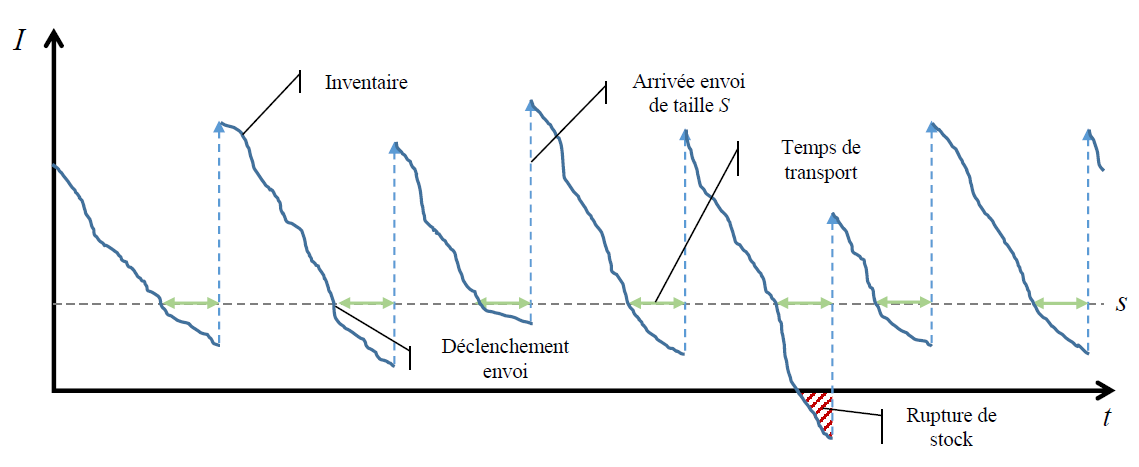 I
Inventaire
Arrivée envoi
de taille S
Temps de
transport
s
Déclenchement
envoi
Rupture de
stock
t